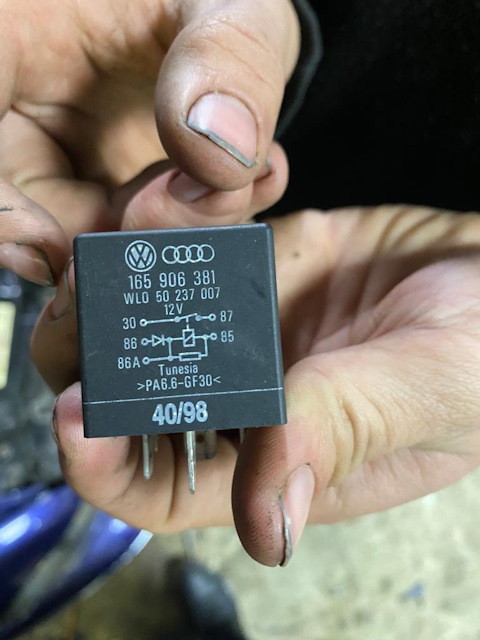 165 906 381
WLO 50 237 007
12V
30 87
86 85
86A
Tunesia
>PA6.6-GF30<
40/98